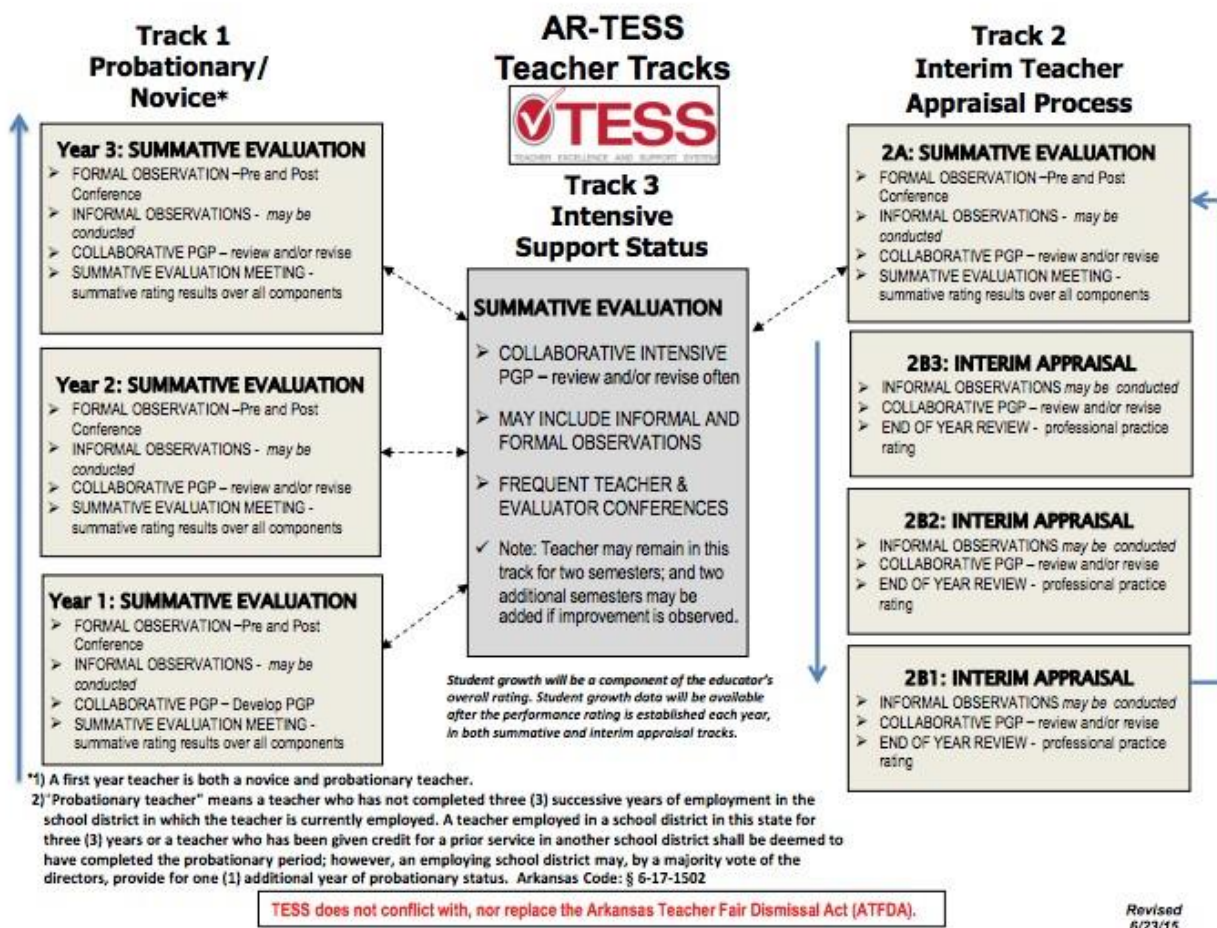 Track 1
Probationary/
Novice*
Year 3: SUMMATIVE EVALUATION
➢ FORMAL OBSERVATION –Pre and Post
Conference
➢ INFORMAL OBSERVATIONS - may be
conducted
➢ COLLABORATIVE PGP – review and/or revise
➢ SUMMATIVE EVALUATION MEETING -
summative rating results over all components
Year 2: SUMMATIVE EVALUATION
➢ FORMAL OBSERVATION –Pre and Post
Conference
➢ INFORMAL OBSERVATIONS - may be
conducted
➢ COLLABORATIVE PGP – review and/or revise
➢ SUMMATIVE EVALUATION MEETING -
summative rating results over all components
Year 1: SUMMATIVE EVALUATION
➢ FORMAL OBSERVATION –Pre and Post
Conference
➢ INFORMAL OBSERVATIONS - may be
conducted
➢ COLLABORATIVE PGP – Develop PGP
➢ SUMMATIVE EVALUATION MEETING -
summative rating results over all components
AR-TESS
Teacher Tracks
TESS
TEACHER EXCELLENCE AND SUPPORT SYSTEM
Track 3
Intensive
Support Status
SUMMATIVE EVALUATION
➢ COLLABORATIVE INTENSIVE
PGP – review and/or revise often
➢ MAY INCLUDE INFORMAL AND
FORMAL OBSERVATIONS
➢ FREQUENT TEACHER &
EVALUATOR CONFERENCES
✓ Note: Teacher may remain in this
track for two semesters; and two
additional semesters may be
added if improvement is observed.
Student growth will be a component of the educator's
overall rating. Student growth data will be available
after the performance rating is established each year,
in both summative and interim appraisal tracks.
Track 2
Interim Teacher
Appraisal Process
2A: SUMMATIVE EVALUATION
➢ FORMAL OBSERVATION –Pre and Post
Conference
➢ INFORMAL OBSERVATIONS - may be
conducted
➢ COLLABORATIVE PGP – review and/or revise
➢ SUMMATIVE EVALUATION MEETING -
summative rating results over all components
2B3: INTERIM APPRAISAL
➢ INFORMAL OBSERVATIONS may be conducted
➢ COLLABORATIVE PGP – review and/or revise
➢ END OF YEAR REVIEW - professional practice
rating
2B2: INTERIM APPRAISAL
➢ INFORMAL OBSERVATIONS may be conducted
➢ COLLABORATIVE PGP – review and/or revise
➢ END OF YEAR REVIEW - professional practice
rating
2B1: INTERIM APPRAISAL
➢ INFORMAL OBSERVATIONS may be conducted
➢ COLLABORATIVE PGP – review and/or revise
➢ END OF YEAR REVIEW - professional practice
rating
*1) A first year teacher is both a novice and probationary teacher.
2)"Probationary teacher" means a teacher who has not completed three (3) successive years of employment in the
school district in which the teacher is currently employed. A teacher employed in a school district in this state for
three (3) years or a teacher who has been given credit for a prior service in another school district shall be deemed to
have completed the probationary period; however, an employing school district may, by a majority vote of the
directors, provide for one (1) additional year of probationary status. Arkansas Code: § 6-17-1502
TESS does not conflict with, nor replace the Arkansas Teacher Fair Dismissal Act (ATFDA).
Revised
6/23/15